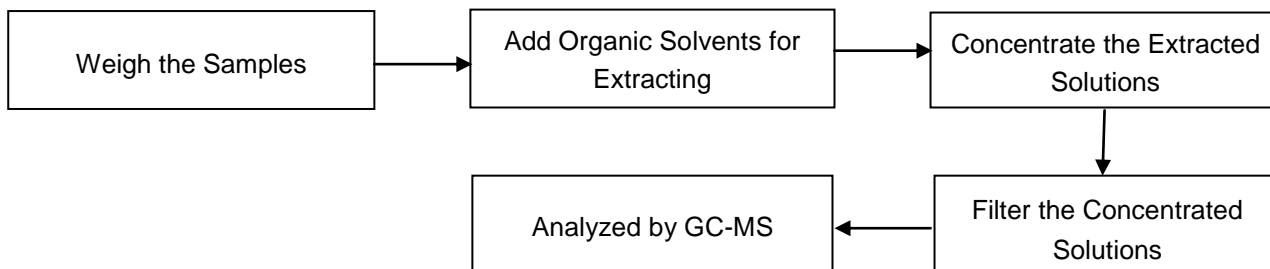 Weigh the Samples
Add Organic Solvents for
Extracting
Concentrate the Extracted
Solutions
Filter the Concentrated
Solutions
Analyzed by GC-MS